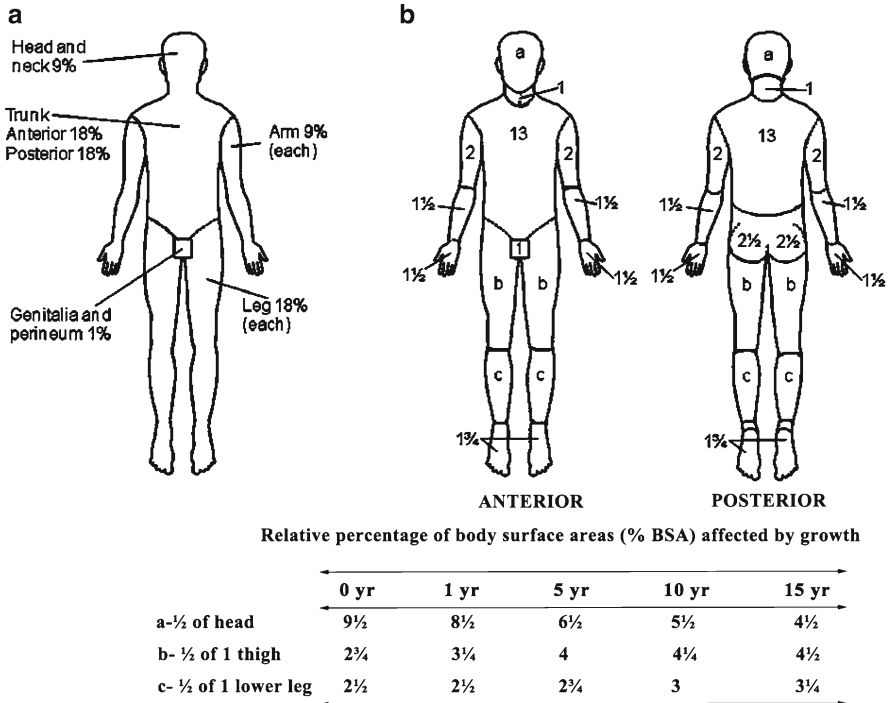 a
Head and
neck 9%
Trunk
Anterior 18%
Posterior 18%
Arm 9%
(each)
Genitalia and
perineum 1%
Leg 18%
(each)
b
a
1
13
2
2
1½
1½
1½
1½
1
b
b
c
c
1¾
ANTERIOR
a
1
13
2
2
1½
1½
2½
2½
1½
1½
b
b
c
c
1¾
POSTERIOR
Relative percentage of body surface areas (% BSA) affected by growth
0 yr 1 yr 5 yr 10 yr 15 yr
a-½ of head 9½ 8½ 6½ 5½ 4½
b- ½ of 1 thigh 2¾ 3¼ 4 4¼ 4½
c- ½ of 1 lower leg 2½ 2½ 2¾ 3 3¼